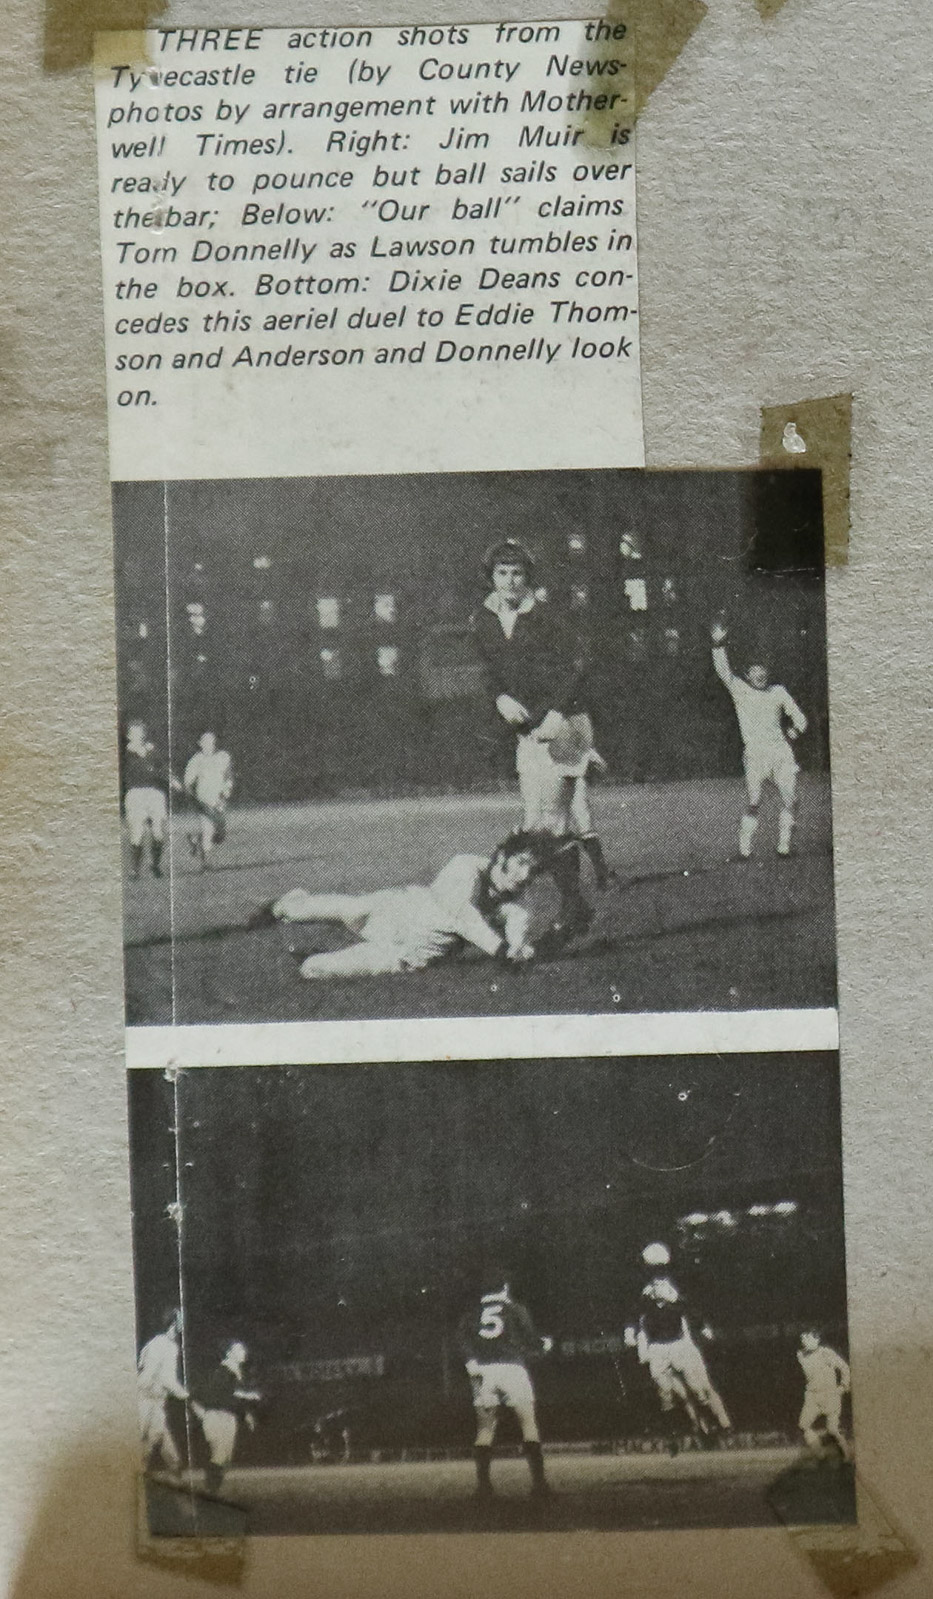 THREE action shots from the
Tynecastle tie (by County News-
photos by arrangement with Mother-
well Times). Right: Jim Muir is
ready to pounce but ball sails over
the bar; Below: "Our ball" claims
Tom Donnelly as Lawson tumbles in
the box. Bottom: Dixie Deans con-
cedes this aeriel duel to Eddie Thom-
son and Anderson and Donnelly look
on.
5